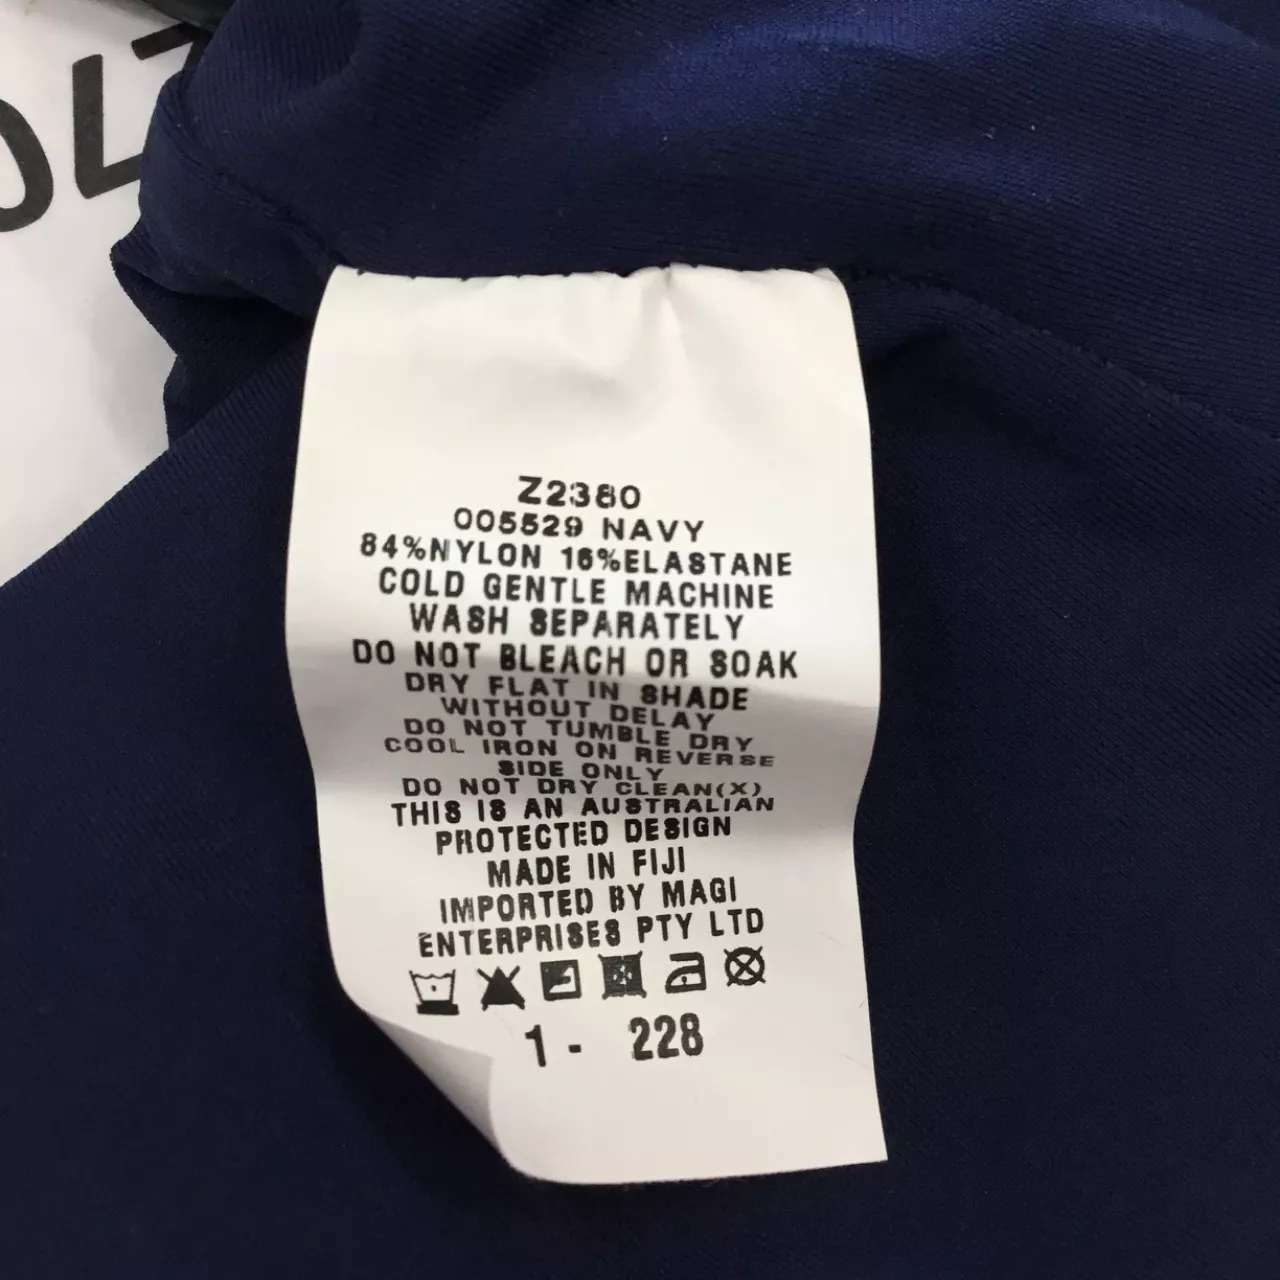 Z2380
005529 NAVY
84%NYLON 16%ELASTANE
COLD GENTLE MACHINE
WASH SEPARATELY
DO NOT BLEACH OR SOAK
DRY FLAT IN SHADE
WITHOUT DELAY
DO NOT TUMBLE DRY
COOL IRON ON REVERSE
SIDE ONLY
DO NOT DRY CLEAN(X)
THIS IS AN AUSTRALIAN
PROTECTED DESIGN
MADE IN FIJI
IMPORTED BY MAGI
ENTERPRISES PTY LTD
1 - 228